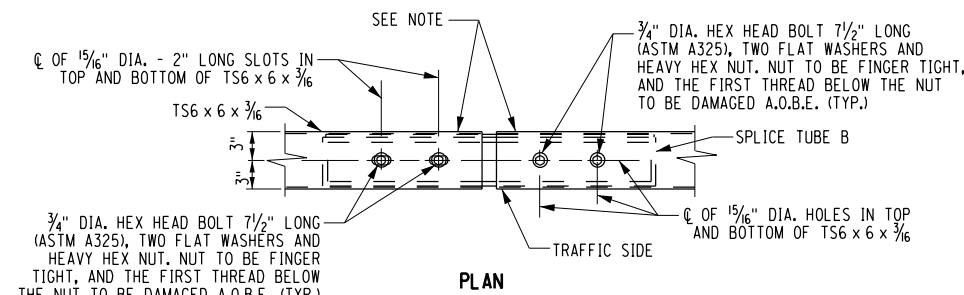 SEE NOTE
℄ OF 15/16" DIA. - 2" LONG SLOTS IN
TOP AND BOTTOM OF TS6 x 6 x 3/16
TS6 x 6 x 3/16
3/4" DIA. HEX HEAD BOLT 7 1/2" LONG
(ASTM A325), TWO FLAT WASHERS AND
HEAVY HEX NUT. NUT TO BE FINGER TIGHT,
AND THE FIRST THREAD BELOW THE NUT
TO BE DAMAGED A.O.B.E. (TYP.)
SPLICE TUBE B
3"
3"
3/4" DIA. HEX HEAD BOLT 7 1/2" LONG
(ASTM A325), TWO FLAT WASHERS AND
HEAVY HEX NUT. NUT TO BE FINGER
TIGHT, AND THE FIRST THREAD BELOW
THE NUT TO BE DAMAGED A.O.B.E. (TYP.)
℄ OF 15/16" DIA. HOLES IN TOP
AND BOTTOM OF TS6 x 6 x 3/16
TRAFFIC SIDE
PLAN